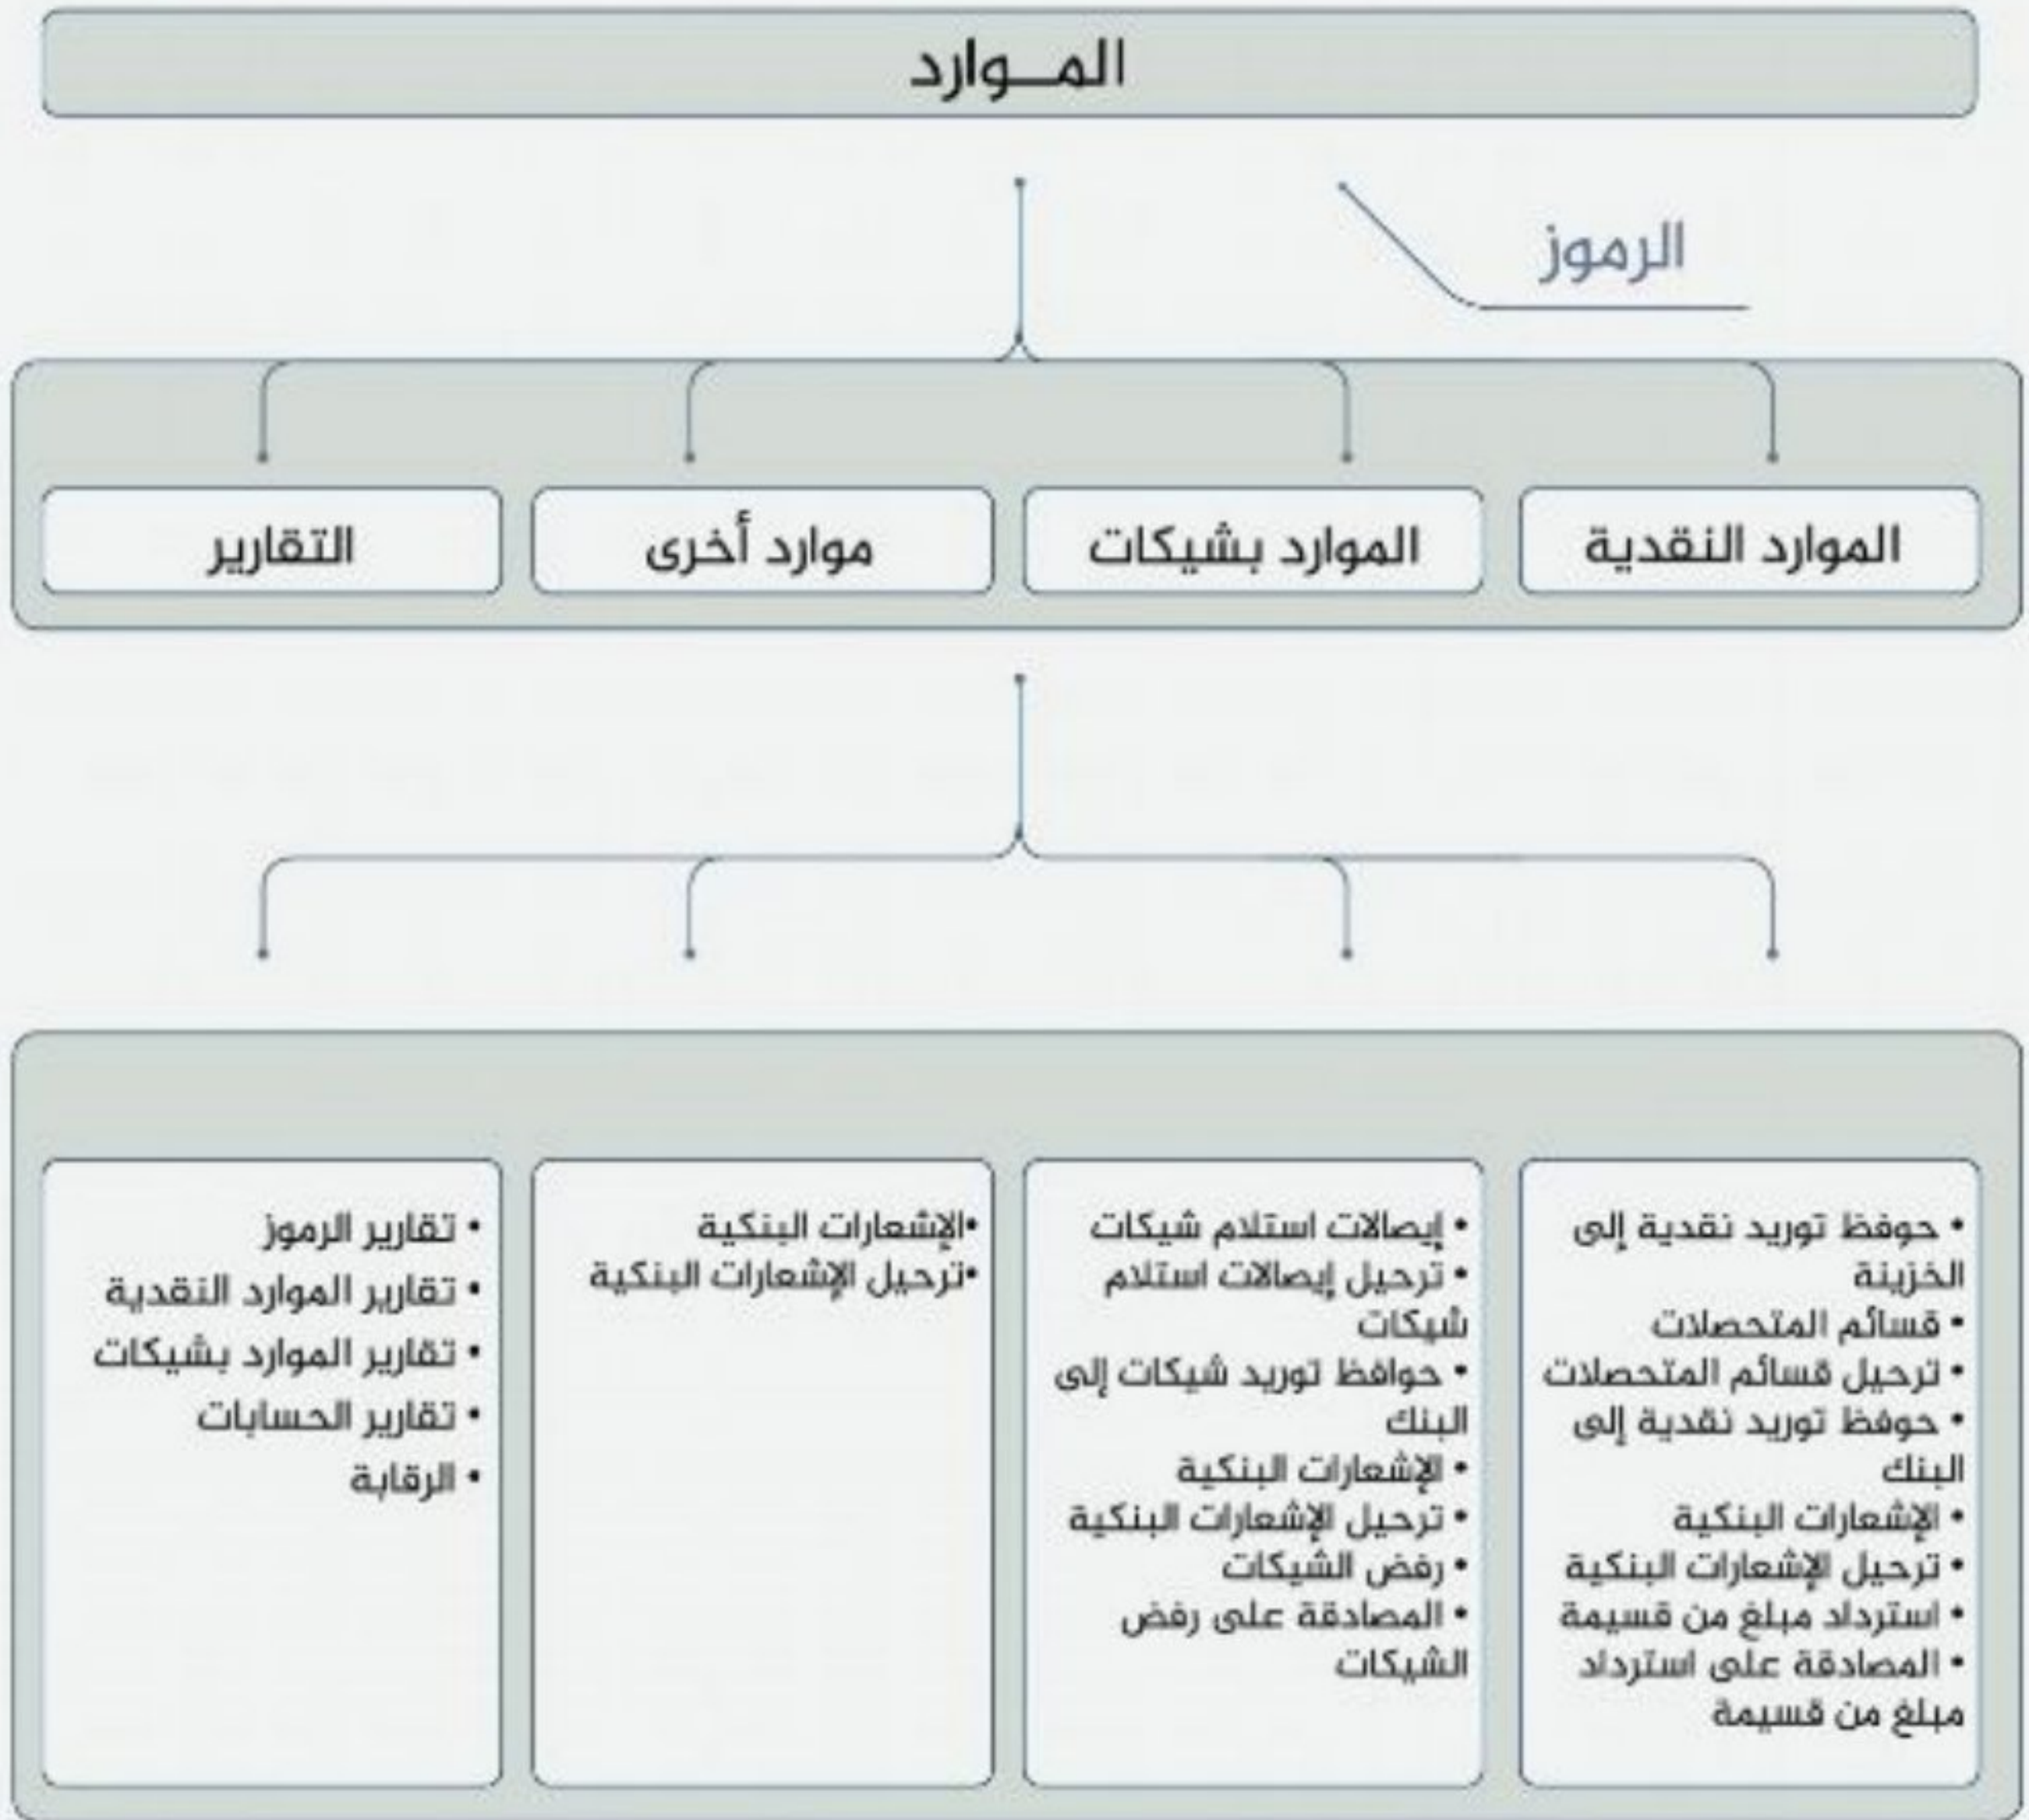 المــوارد
الرموز
الموارد النقدية
الموارد بشيكات
موارد أخرى
التقارير
• حوفظ توريد نقدية إلى
الخزينة
• قسائم المتحصلات
• ترحيل قسائم المتحصلات
• حوفظ توريد نقدية إلى
البنك
• الإشعارات البنكية
• ترحيل الإشعارات البنكية
• استرداد مبلغ من قسيمة
• المصادقة على استرداد
مبلغ من قسيمة
• إيصالات استلام شيكات
• ترحيل إيصالات استلام
شيكات
• حوافظ توريد شيكات إلى
البنك
• الإشعارات البنكية
• ترحيل الإشعارات البنكية
• رفض الشيكات
• المصادقة على رفض
الشيكات
•الإشعارات البنكية
•ترحيل الإشعارات البنكية
• تقارير الرموز
• تقارير الموارد النقدية
• تقارير الموارد بشيكات
• تقارير الحسابات
• الرقابة